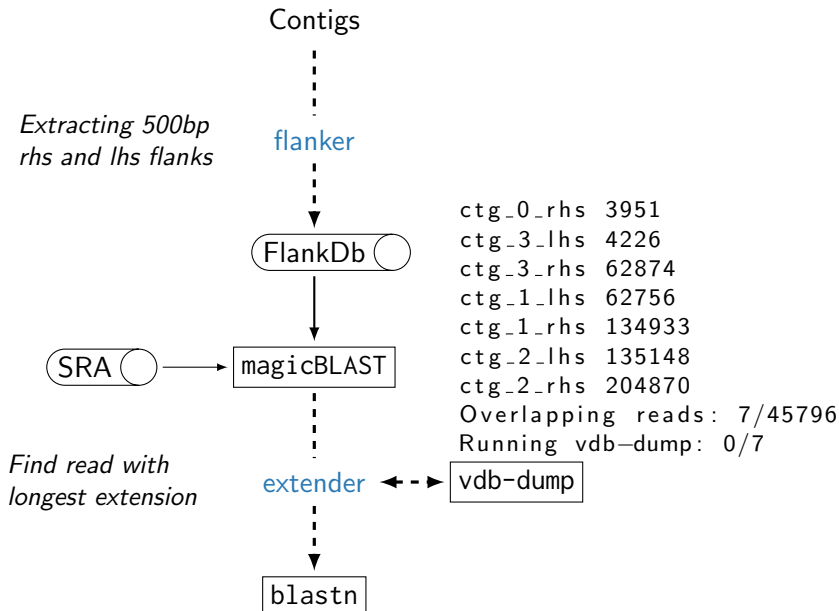 Contigs
Extracting 500bp
rhs and lhs flanks
flanker
FlankDb
ctg_0_rhs 3951
ctg_3_lhs 4226
ctg_3_rhs 62874
ctg_1_lhs 62756
ctg_1_rhs 134933
ctg_2_lhs 135148
ctg_2_rhs 204870
Overlapping reads: 7/45796
Running vdb−dump: 0/7
SRA
magicBLAST
Find read with
longest extension
extender
vdb-dump
blastn